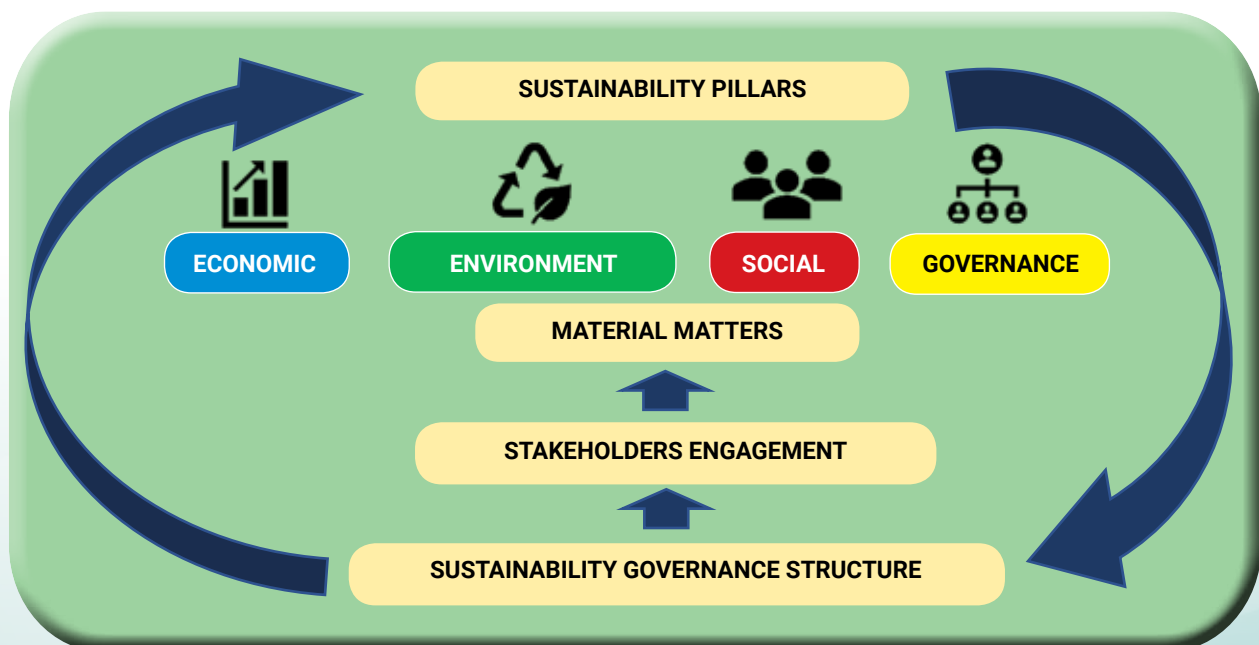 SUSTAINABILITY PILLARS
ECONOMIC
ENVIRONMENT
SOCIAL
GOVERNANCE
MATERIAL MATTERS
STAKEHOLDERS ENGAGEMENT
SUSTAINABILITY GOVERNANCE STRUCTURE